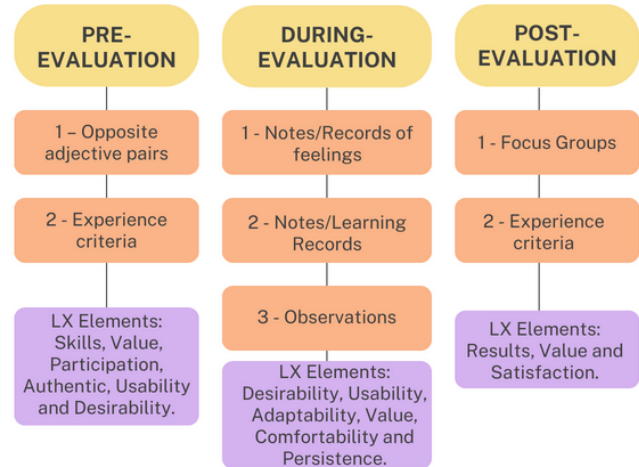 PRE-
EVALUATION
1 – Opposite
adjective pairs
2 - Experience
criteria
LX Elements:
Skills, Value,
Participation,
Authentic, Usability
and Desirability.
DURING-
EVALUATION
1 - Notes/Records of
feelings
2 - Notes/Learning
Records
3 - Observations
LX Elements:
Desirability, Usability,
Adaptability, Value,
Comfortability and
Persistence.
POST-
EVALUATION
1 - Focus Groups
2 - Experience
criteria
LX Elements:
Results, Value and
Satisfaction.